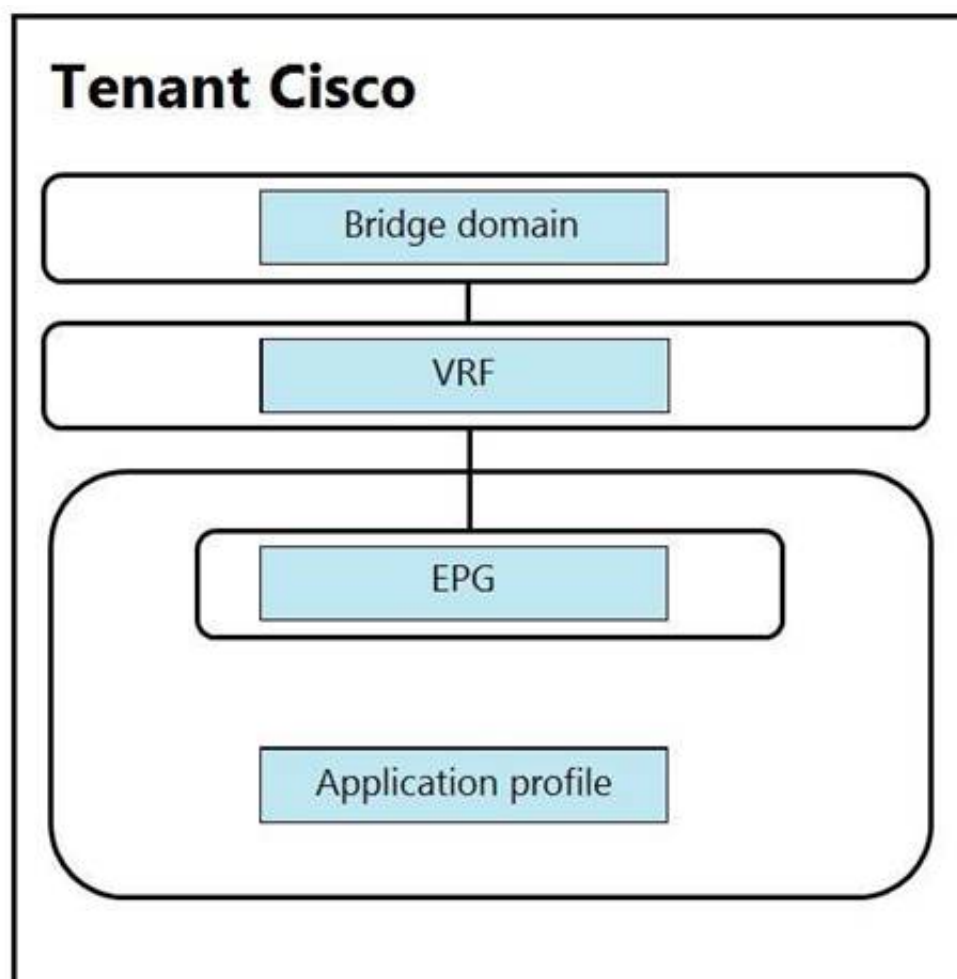 Tenant Cisco
Bridge domain
VRF
EPG
Application profile